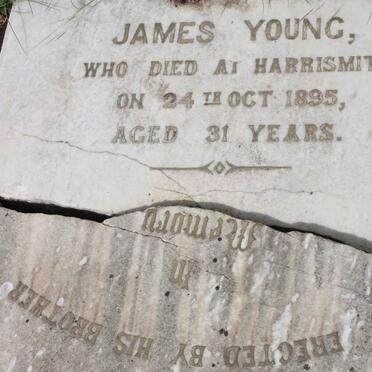 JAMES YOUNG,
WHO DIED AT HARRISMIT
ON 24TH OCT 1895,
AGED 31 YEARS.
ERECTED BY HIS BROTHER
In
Memory